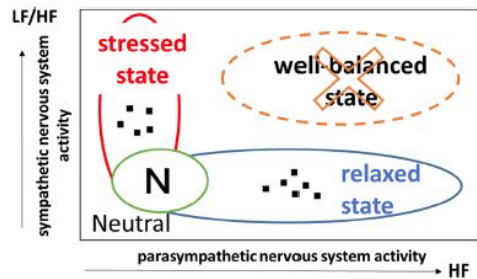 LF/HF
sympathetic nervous system
activity
stressed
state
well-balanced
state
N
Neutral
relaxed
state
parasympathetic nervous system activity
HF